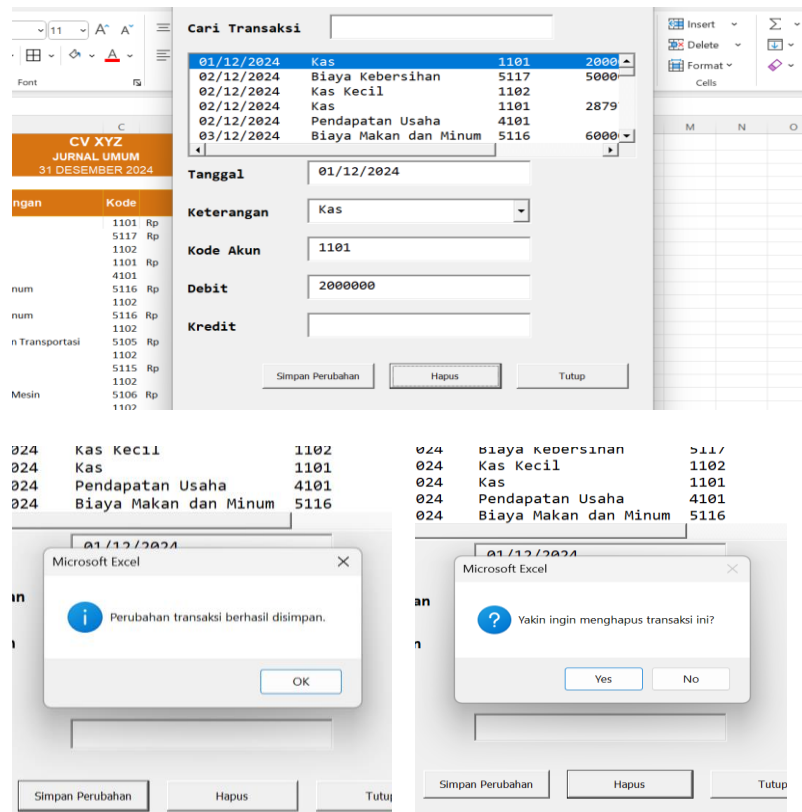 Cari Transaksi
11
Insert
Delete
Format
Font
Cells
01/12/2024 Kas 1101 2000
02/12/2024 Biaya Kebersihan 5117 5000
02/12/2024 Kas Kecil 1102
02/12/2024 Kas 1101 2879
02/12/2024 Pendapatan Usaha 4101
03/12/2024 Biaya Makan dan Minum 5116 6000
C
M N O
CV XYZ
JURNAL UMUM
31 DESEMBER 2024
ngan Kode
1101 Rp
5117 Rp
1102
1101 Rp
4101
num 5116 Rp
1102
num 5116 Rp
1102
n Transportasi 5105 Rp
1102
5115 Rp
1102
Mesin 5106 Rp
1102
Tanggal 01/12/2024
Keterangan Kas
Kode Akun 1101
Debit 2000000
Kredit
Simpan Perubahan Hapus Tutup
024 Kas Kecil 1102
024 Kas 1101
024 Pendapatan Usaha 4101
024 Biaya Makan dan Minum 5116
01/12/2024
an
Microsoft Excel
Perubahan transaksi berhasil disimpan.
OK
Simpan Perubahan Hapus Tutup
024 Biaya Kebersihan 5117
024 Kas Kecil 1102
024 Kas 1101
024 Pendapatan Usaha 4101
024 Biaya Makan dan Minum 5116
01/12/2024
an
Microsoft Excel
Yakin ingin menghapus transaksi ini?
Yes No
Simpan Perubahan Hapus Tutup